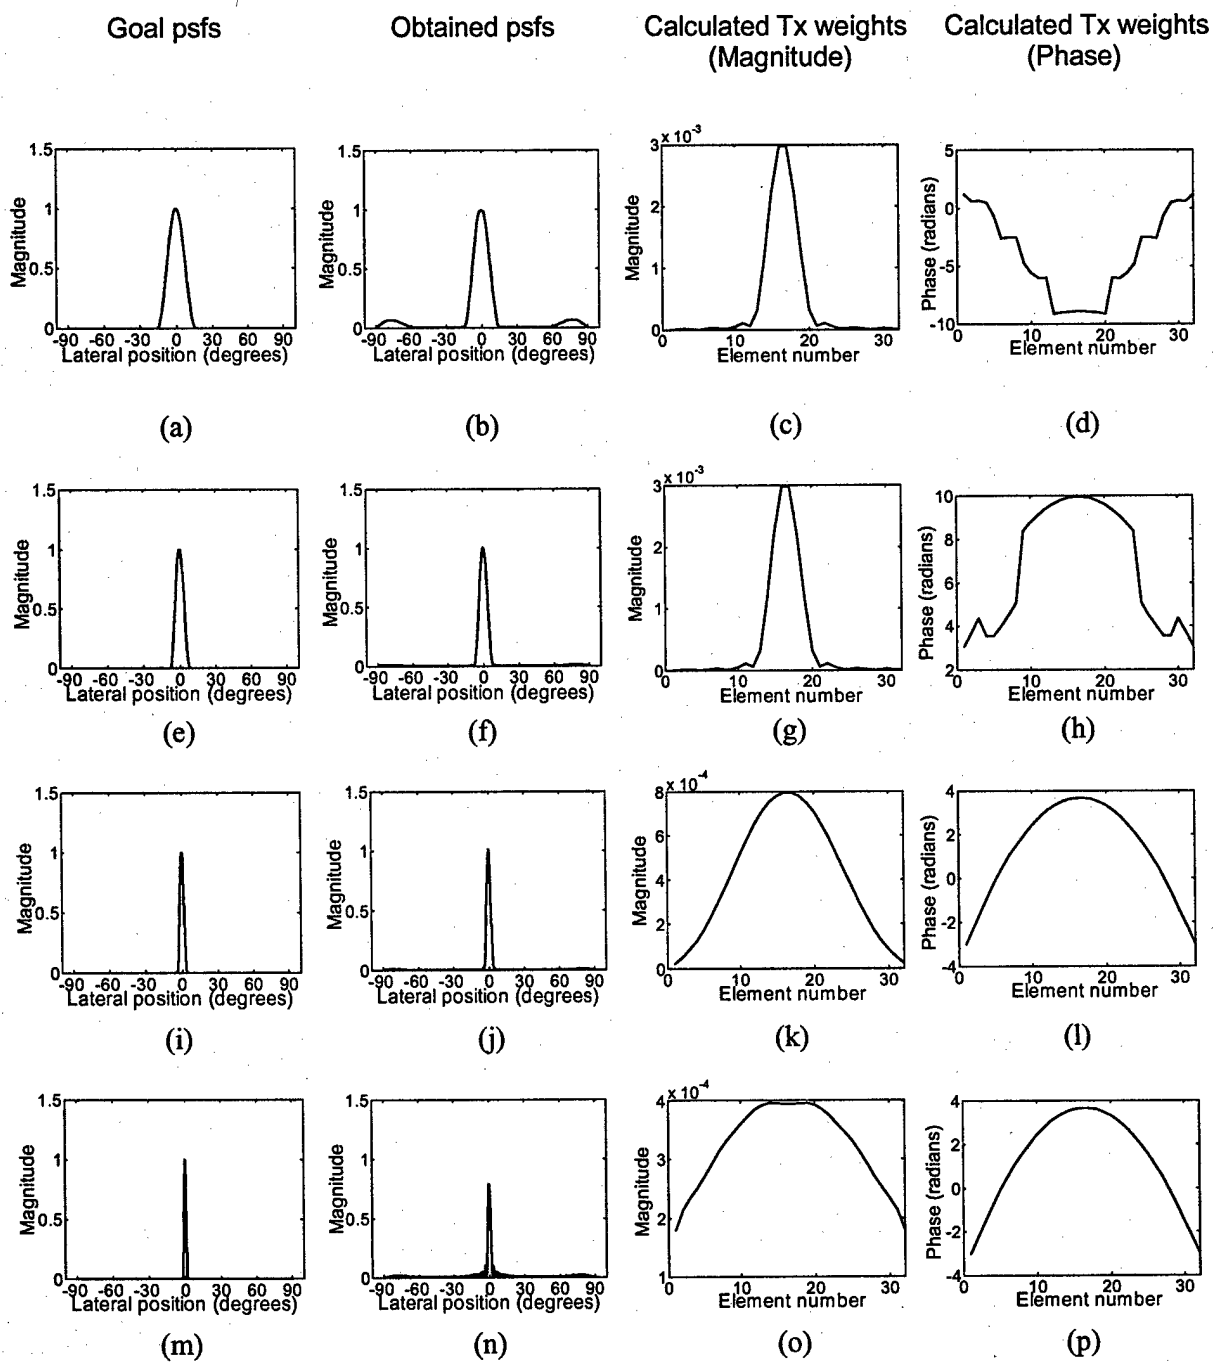 Goal psfs
Obtained psfs
Calculated Tx weights
(Magnitude)
Calculated Tx weights
(Phase)
1.5
1
0.5
0
Magnitude
-90 -60 -30 0 30 60 90
Lateral position (degrees)
(a)
1.5
1
0.5
0
Magnitude
-90 -60 -30 0 30 60 90
Lateral position (degrees)
(b)
3 x 10-3
2
1
0
Magnitude
0 10 20 30
Element number
(c)
5
0
-5
-10
Phase (radians)
0 10 20 30
Element number
(d)
1.5
1
0.5
0
Magnitude
-90 -60 -30 0 30 60 90
Lateral position (degrees)
(e)
1.5
1
0.5
0
Magnitude
-90 -60 -30 0 30 60 90
Lateral position (degrees)
(f)
3 x 10-3
2
1
0
Magnitude
0 10 20 30
Element number
(g)
10
8
6
4
2
Phase (radians)
0 10 20 30
Element number
(h)
1.5
1
0.5
0
Magnitude
-90 -60 -30 0 30 60 90
Lateral position (degrees)
(i)
1.5
1
0.5
0
Magnitude
-90 -60 -30 0 30 60 90
Lateral position (degrees)
(j)
8 x 10-4
6
4
2
0
Magnitude
0 10 20 30
Element number
(k)
4
2
0
-2
-4
Phase (radians)
0 10 20 30
Element number
(l)
1.5
1
0.5
0
Magnitude
-90 -60 -30 0 30 60 90
Lateral position (degrees)
(m)
1.5
1
0.5
0
Magnitude
-90 -60 -30 0 30 60 90
Lateral position (degrees)
(n)
4 x 10-4
3
2
1
Magnitude
0 10 20 30
Element number
(o)
4
2
0
-2
-4
Phase (radians)
0 10 20 30
Element number
(p)